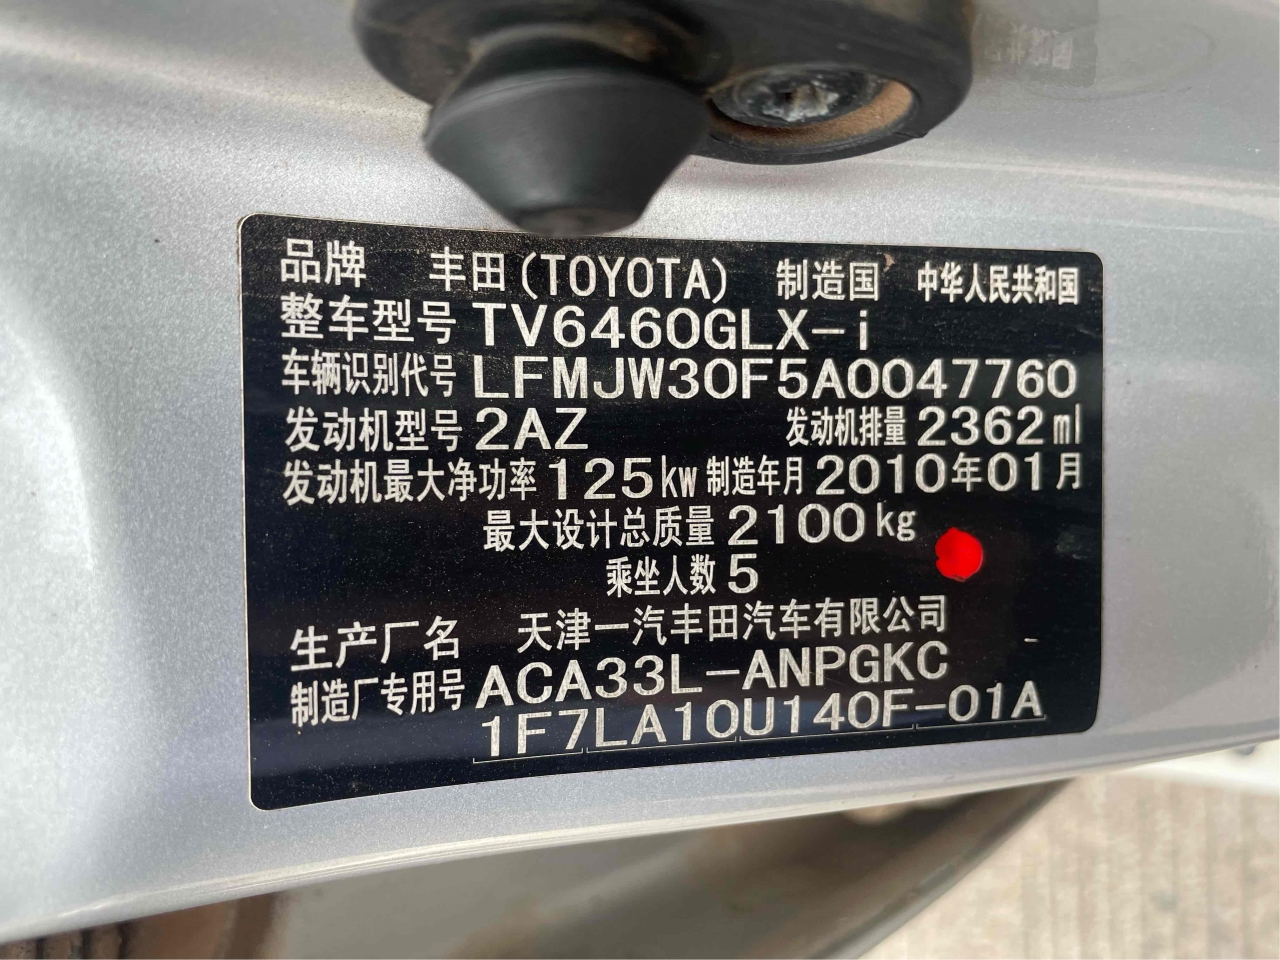 品牌 丰田(TOYOTA) 制造国 中华人民共和国
整车型号 TV6460GLX-i
车辆识别代号 LFMJW30F5A0047760
发动机型号 2AZ 发动机排量 2362ml
发动机最大净功率 125kw 制造年月 2010年01月
最大设计总质量 2100kg
乘坐人数 5
生产厂名 天津一汽丰田汽车有限公司
制造厂专用号 ACA33L-ANPGKC
1F7LA10U140F-01A